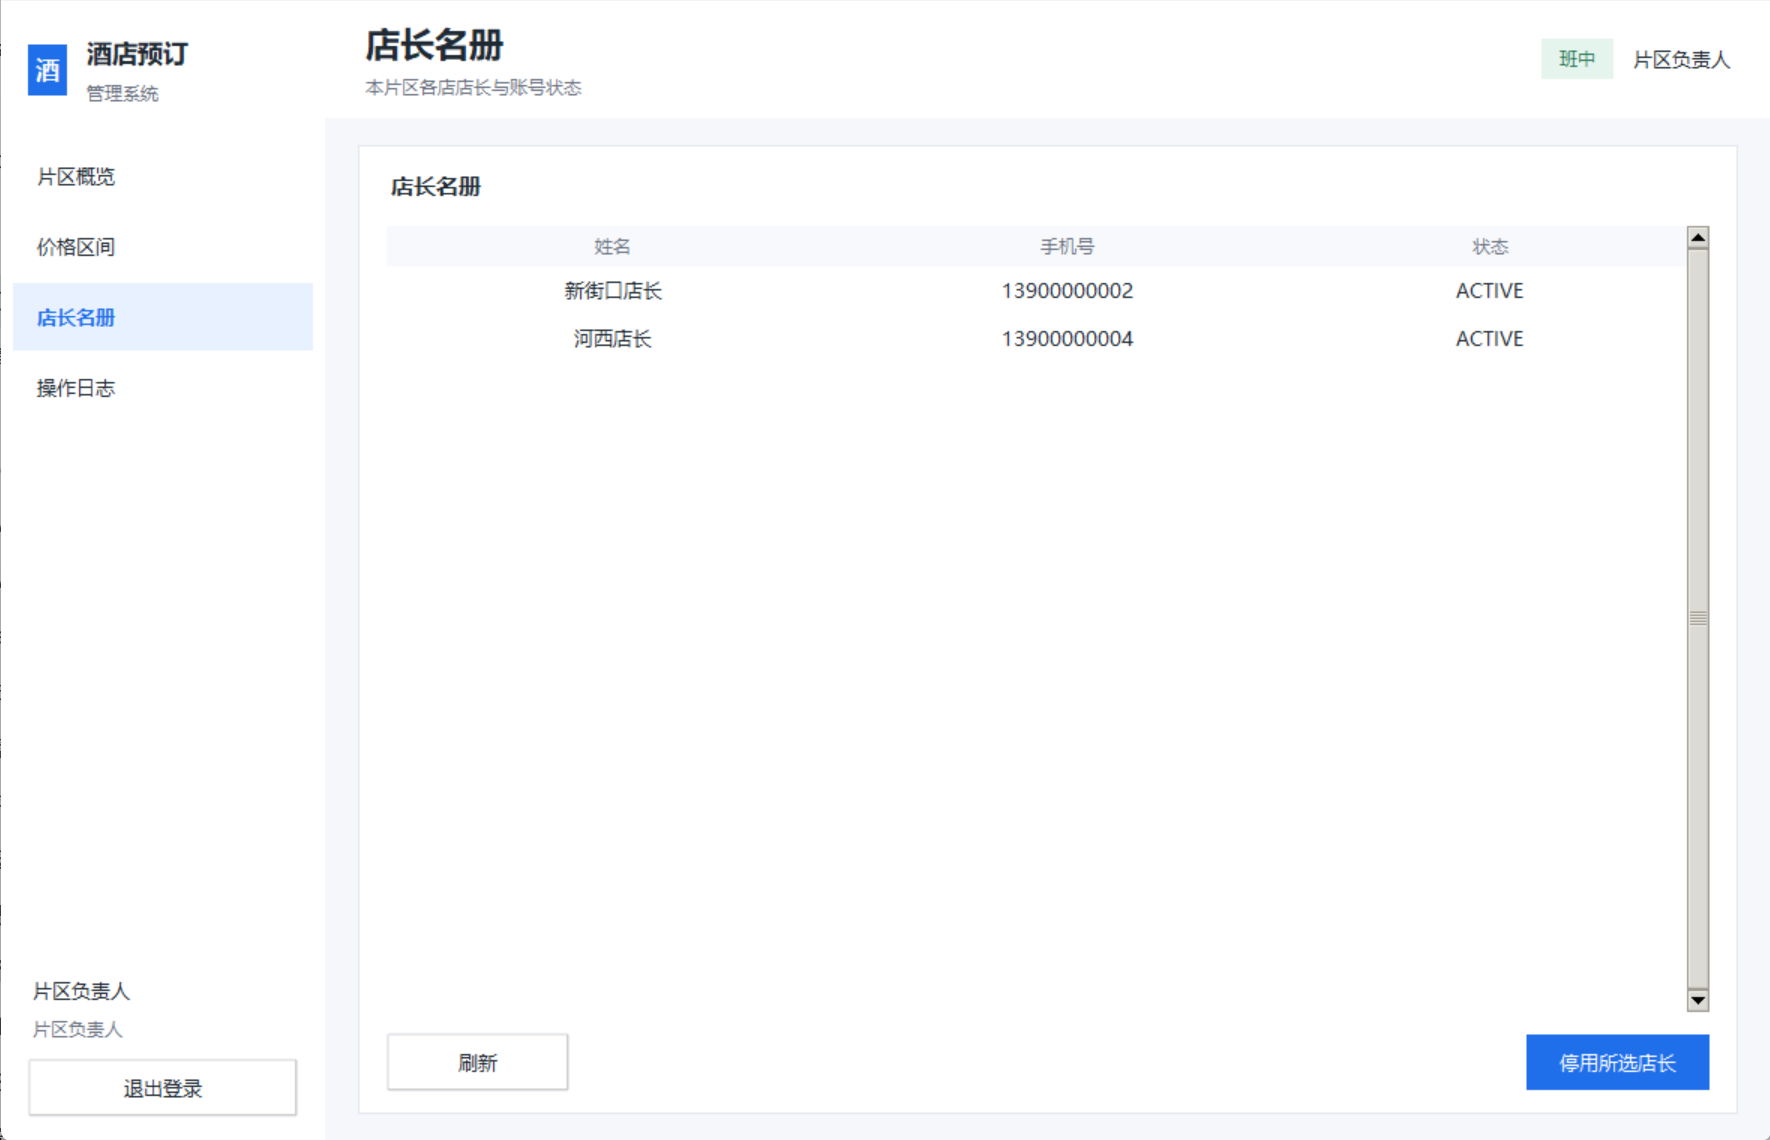 酒
酒店预订
管理系统
片区概览
价格区间
店长名册
操作日志
片区负责人
片区负责人
退出登录
店长名册
本片区各店店长与账号状态
班中
片区负责人
店长名册
姓名 手机号 状态
新街口店长 13900000002 ACTIVE
河西店长 13900000004 ACTIVE
刷新
停用所选店长